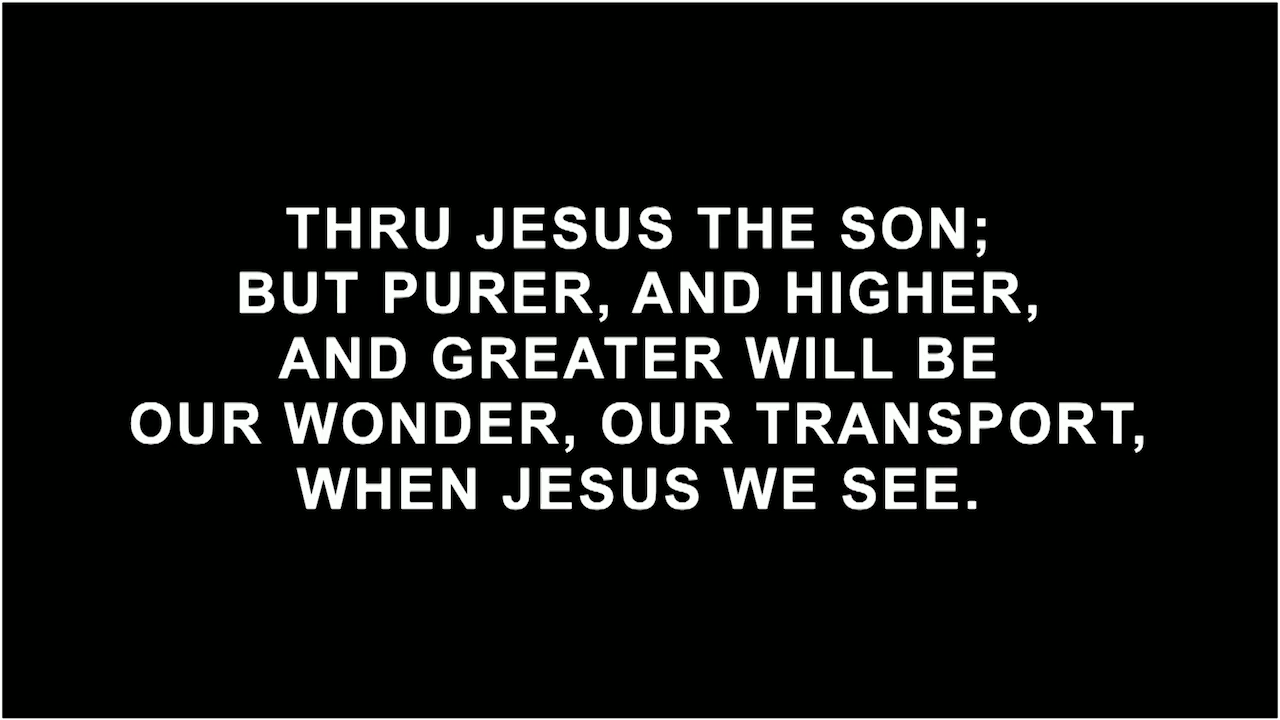 THRU JESUS THE SON;
BUT PURER, AND HIGHER,
AND GREATER WILL BE
OUR WONDER, OUR TRANSPORT,
WHEN JESUS WE SEE.